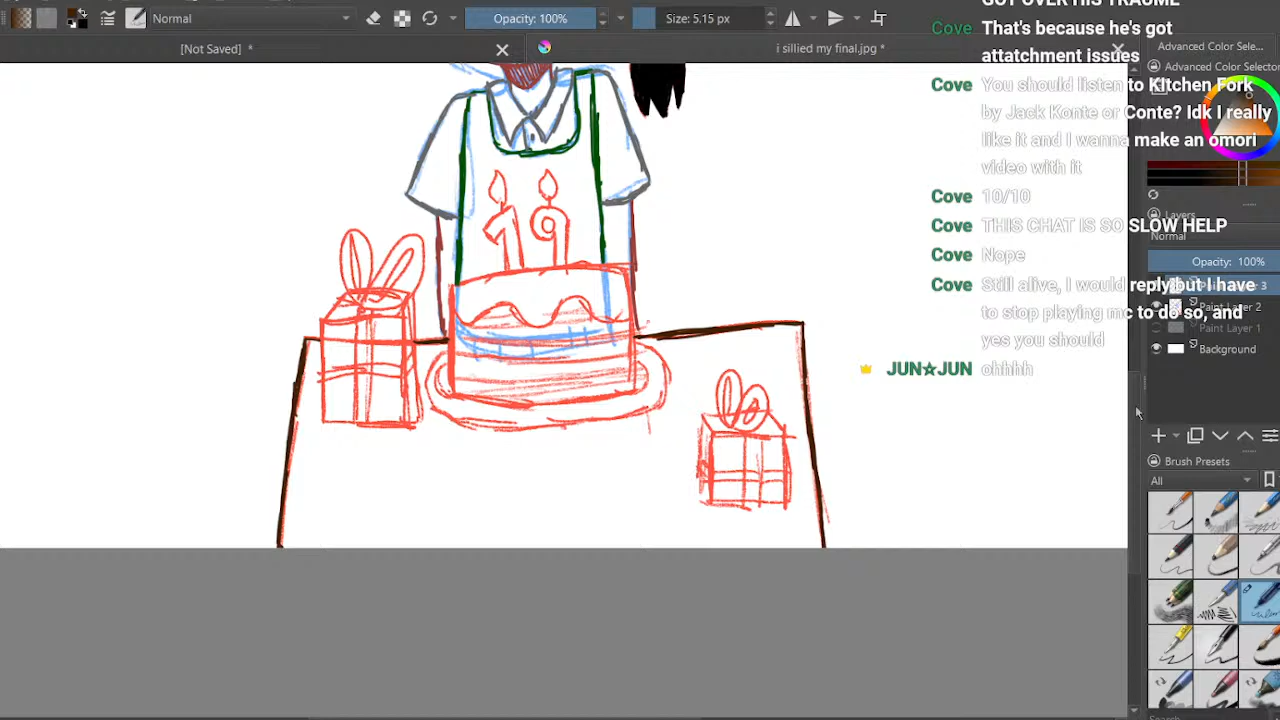 GOT OVER HIS TRAUME
Normal
Opacity: 100%
Size: 5.15 px
Cove That's because he's got
attatchment issues
[Not Saved] *
i sillied my final.jpg *
Advanced Color Sele...
Advanced Color Selector
Cove You should listen to Kitchen Fork
by Jack Konte or Conte? Idk I really
like it and I wanna make an omori
video with it
Cove 10/10
Cove THIS CHAT IS SO SLOW HELP
Layers
Normal
Cove Nope
Opacity: 100%
Cove Still alive, I would reply but I have
to stop playing mc to do so, and
yes you should
3
Paint Layer 2
Paint Layer 1
Background
JUN☆JUN ohhhh
19
Brush Presets
All